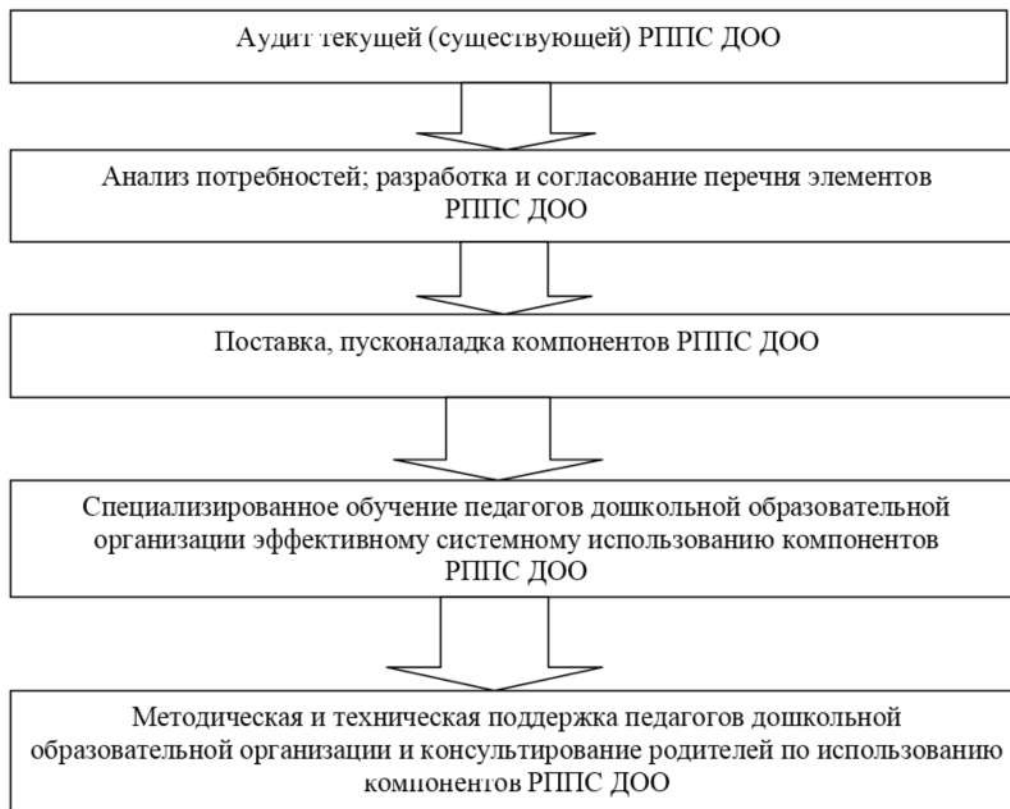 Аудит текущей (существующей) РППС ДОО
Анализ потребностей; разработка и согласование перечня элементов
РППС ДОО
Поставка, пусконаладка компонентов РППС ДОО
Специализированное обучение педагогов дошкольной образовательной
организации эффективному системному использованию компонентов
РППС ДОО
Методическая и техническая поддержка педагогов дошкольной
образовательной организации и консультирование родителей по использованию
компонентов РППС ДОО